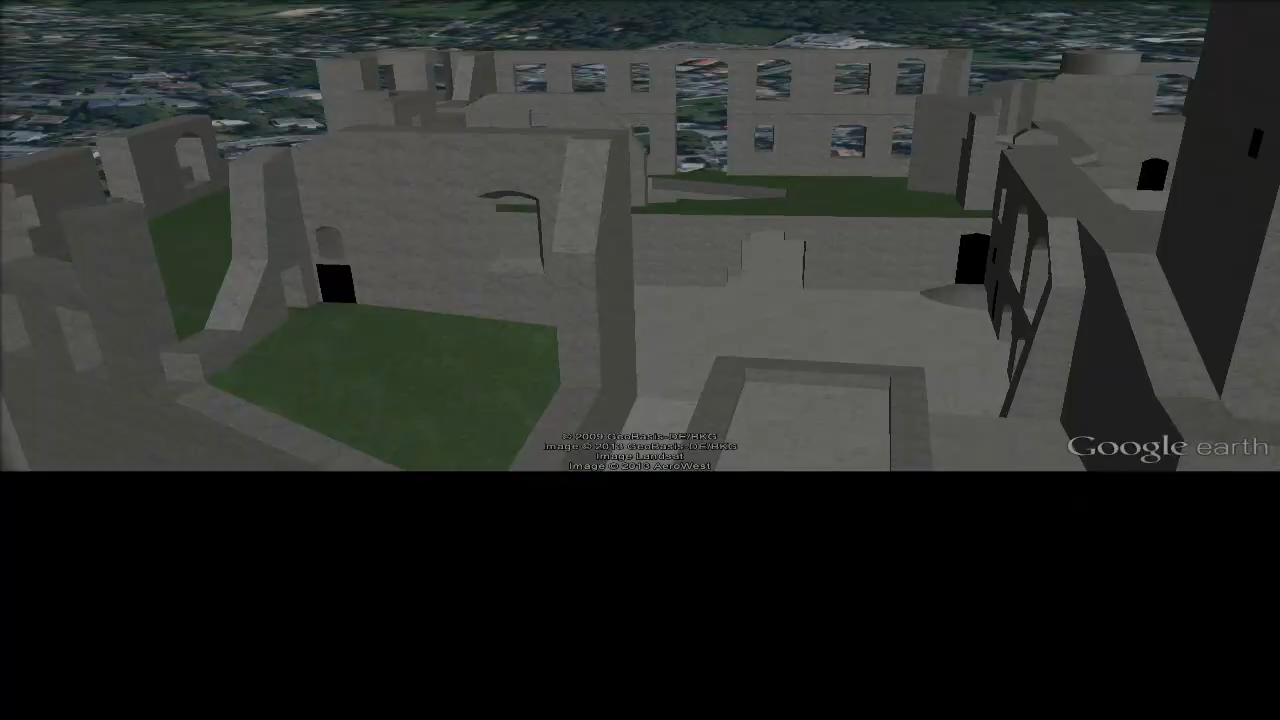 © 2009 GeoBasis-DE/BKG
Image © 2013 GeoBasis-DE/BKG
Image Landsat
Image © 2013 AeroWest
Google earth